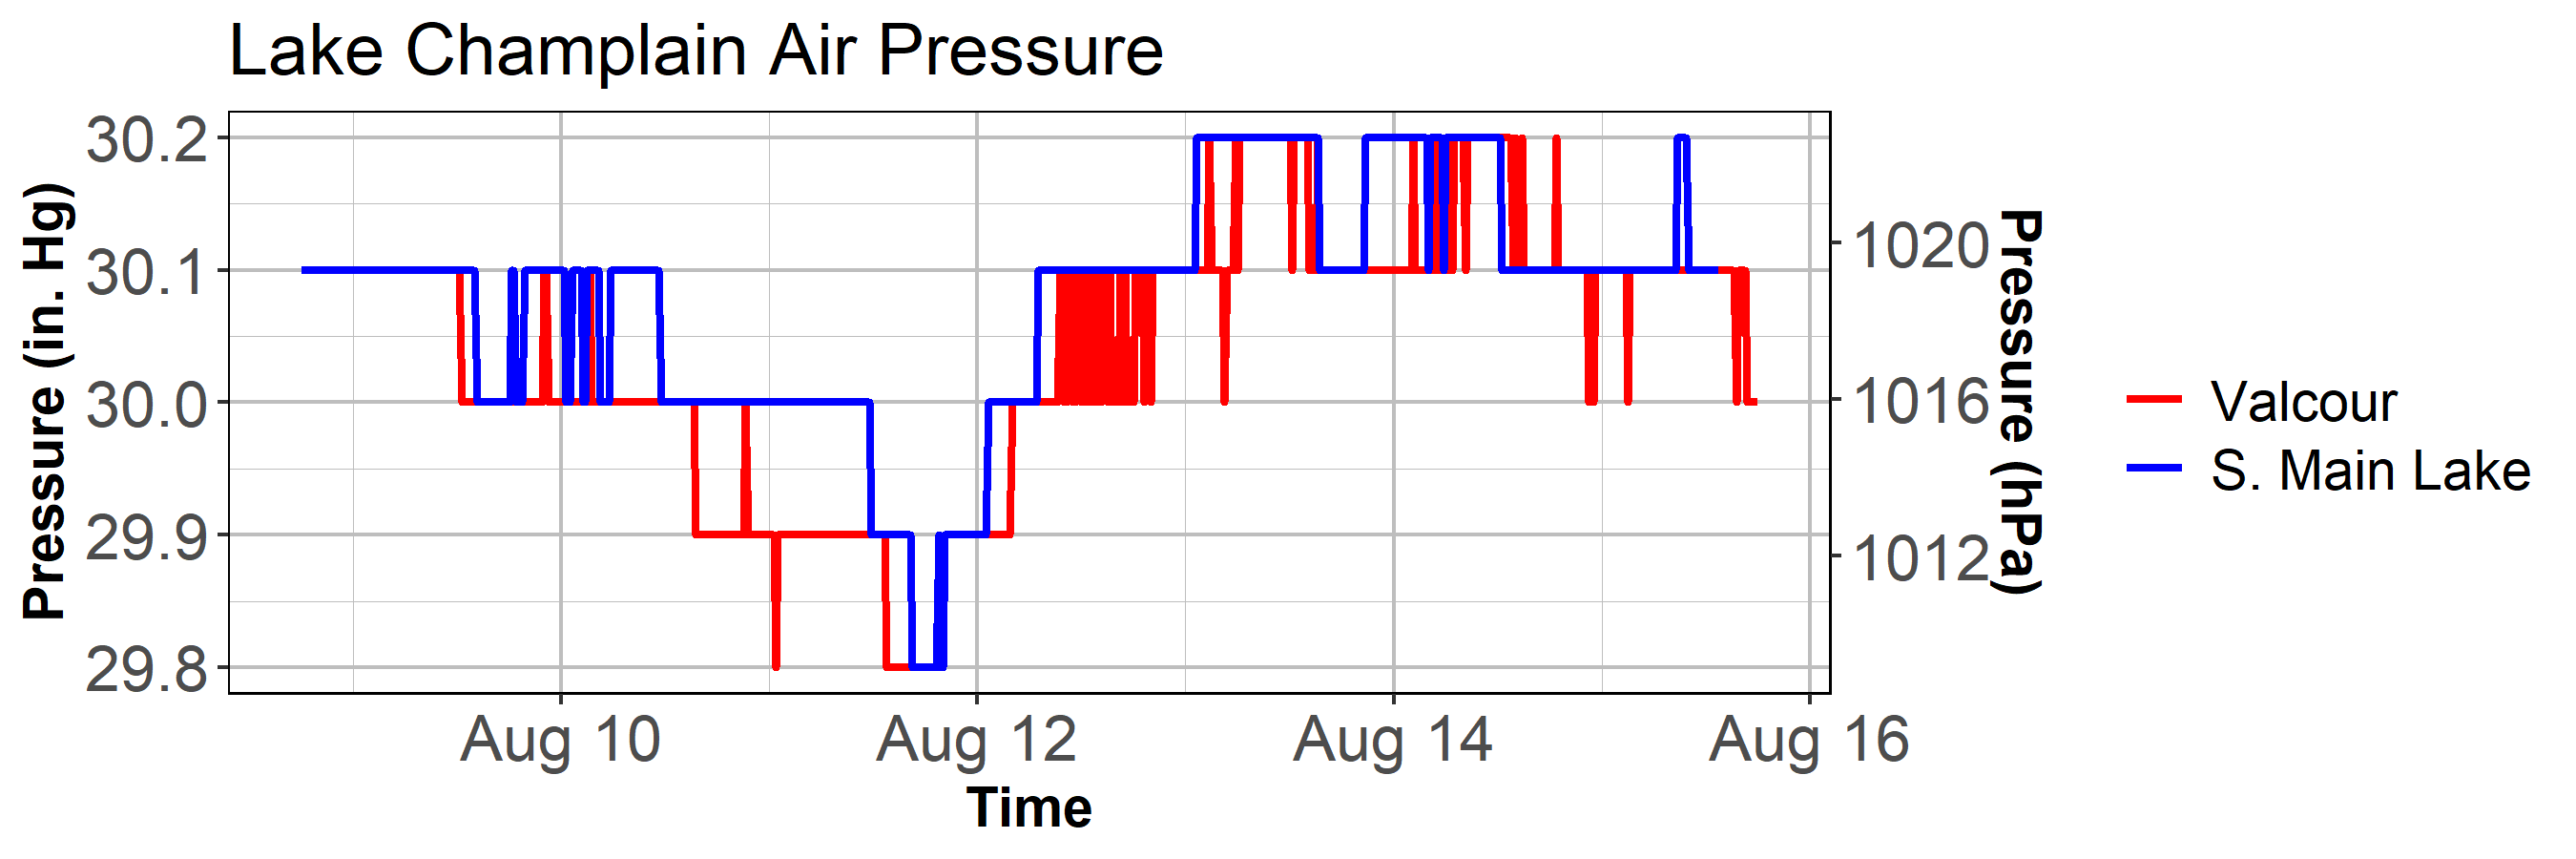 Lake Champlain Air Pressure
Pressure (in. Hg)
30.2
30.1
30.0
29.9
29.8
1020
1016
1012
Pressure (hPa)
Aug 10
Aug 12
Aug 14
Aug 16
Time
Valcour
S. Main Lake